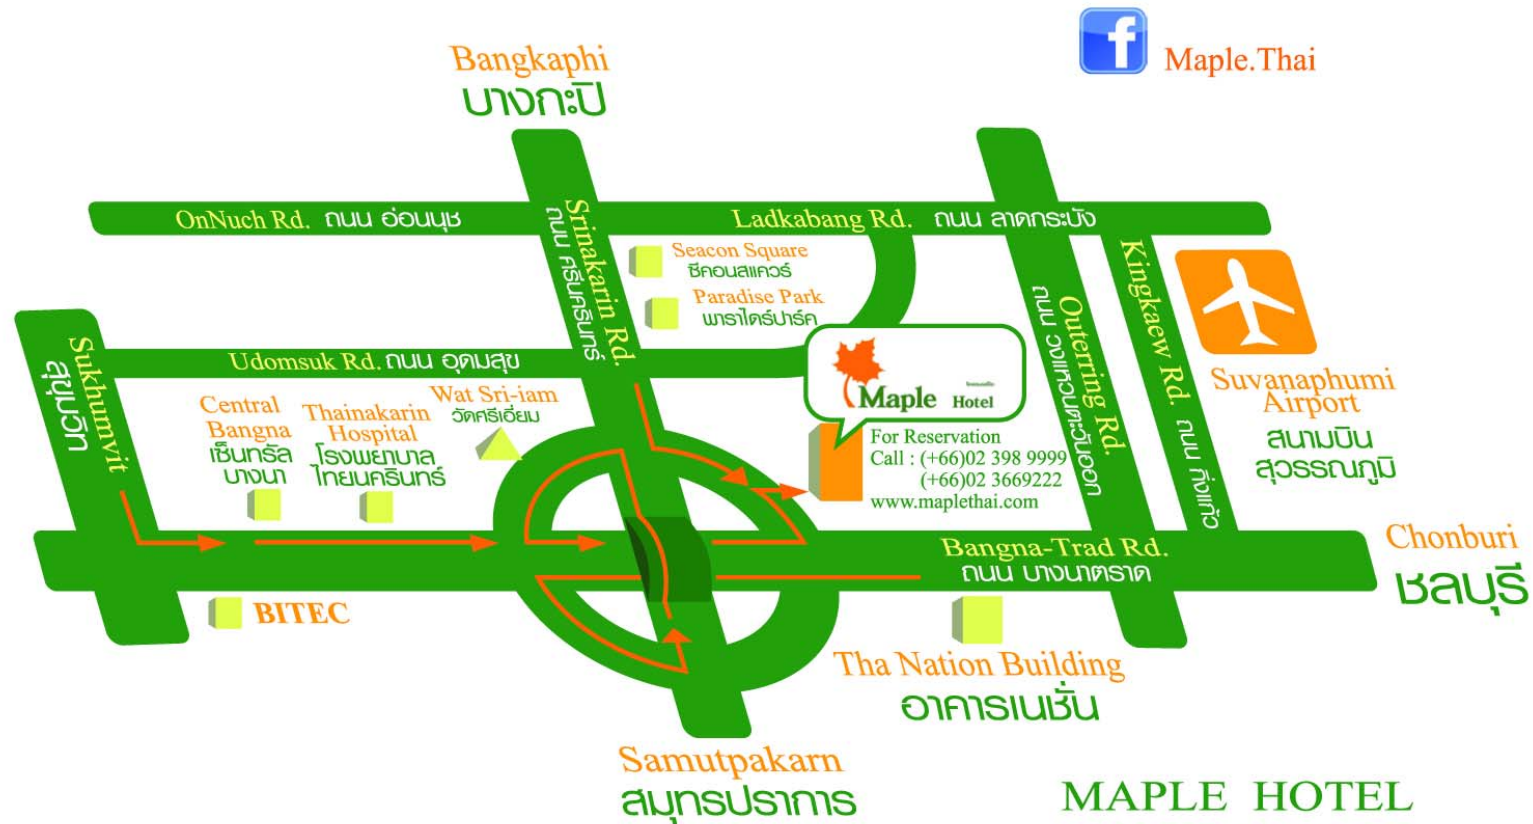 f
Maple.Thai
Bangkaphi
บางกะปิ
OnNuch Rd. ถนน อ่อนนุช
Ladkabang Rd. ถนน ลาดกระบัง
Srinakarin Rd.
ถนน ศรีนครินทร์
Seacon Square
ซีคอนสแควร์
Paradise Park
พาราไดร์ปาร์ค
Outerring Rd.
ถนน วงแหวนตะวันออก
Kingkaew Rd. ถนน กิ่งแก้ว
Suvanaphumi
Airport
สนามบิน
สุวรรณภูมิ
Sukhumvit
สุขุมวิท
Udomsuk Rd. ถนน อุดมสุข
Central
Bangna
เซ็นทรัล
บางนา
Thainakarin
Hospital
โรงพยาบาล
ไทยนครินทร์
Wat Sri-iam
วัดศรีเอี่ยม
Maple Hotel
For Reservation
Call : (+66)02 398 9999
(+66)02 3669222
www.maplethai.com
Bangna-Trad Rd.
ถนน บางนาตราด
Chonburi
ชลบุรี
BITEC
Tha Nation Building
อาคารเนชั่น
Samutpakarn
สมุทรปราการ
MAPLE HOTEL